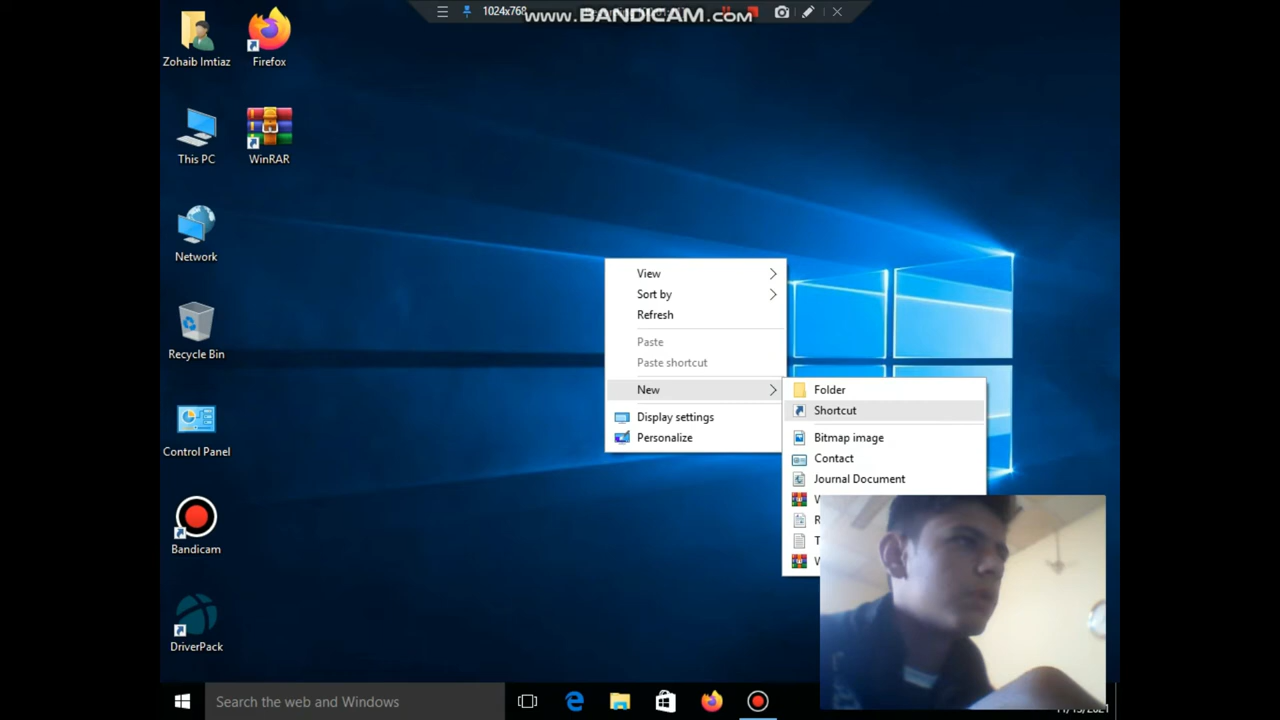 1024x768
WWW.BANDICAM.COM
Zohaib Imtiaz
Firefox
This PC
WinRAR
Network
Recycle Bin
Control Panel
Bandicam
DriverPack
View
Sort by
Refresh
Paste
Paste shortcut
New
Display settings
Personalize
Folder
Shortcut
Bitmap image
Contact
Journal Document
Search the web and Windows